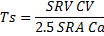 Ts = SRV CV / 2.5 SRA Ca